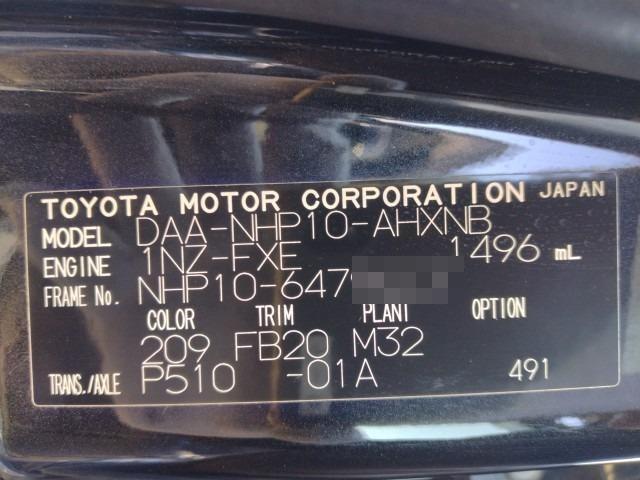 TOYOTA MOTOR CORPORATION JAPAN
MODEL DAA-NHP10-AHXNB
ENGINE 1NZ-FXE 1496 mL
FRAME No. NHP10-647
COLOR TRIM PLANT OPTION
209 FB20 M32
TRANS./AXLE P510 -01A 491